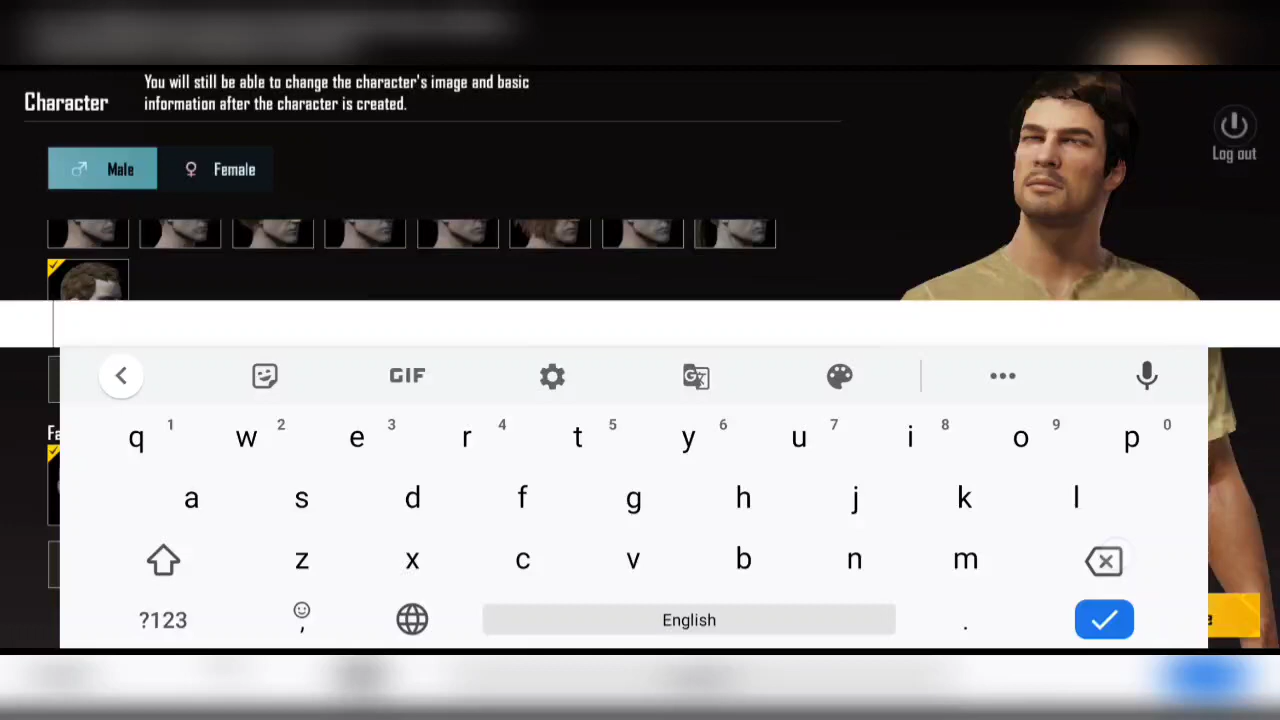 You will still be able to change the character's image and basic
information after the character is created.
Character
Log out
Male
Female
GIF
q 1 w 2 e 3 r 4 t 5 y 6 u 7 i 8 o 9 p 0
a s d f g h j k l
z x c v b n m
?123 , English .